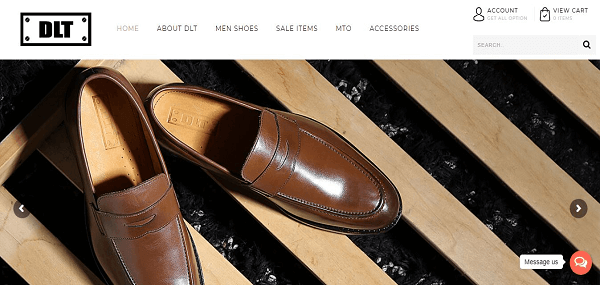 DLT
HOME
ABOUT DLT
MEN SHOES
SALE ITEMS
MTO
ACCESSORIES
ACCOUNT
GET ALL OPTION
VIEW CART
0 ITEMS
SEARCH..
DLT
Message us